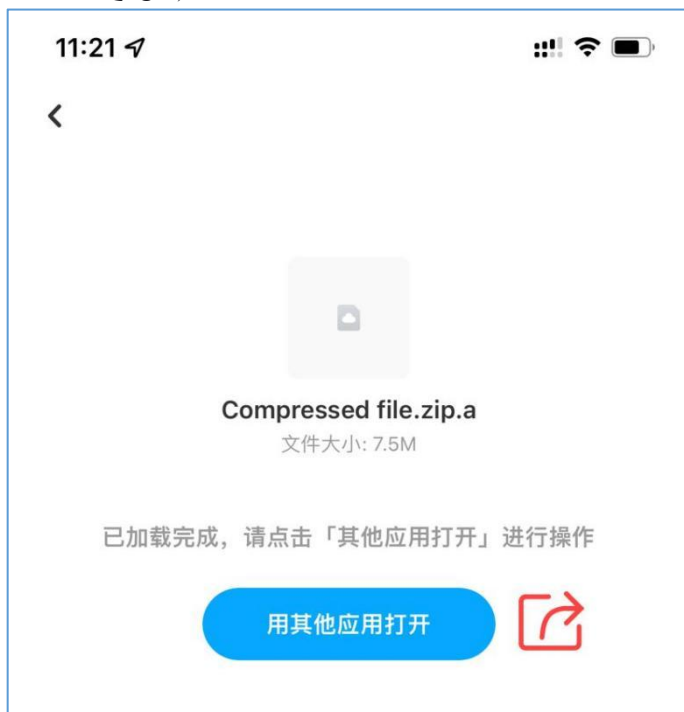 11:21
Compressed file.zip.a
文件大小: 7.5M
已加载完成，请点击「其他应用打开」进行操作
用其他应用打开